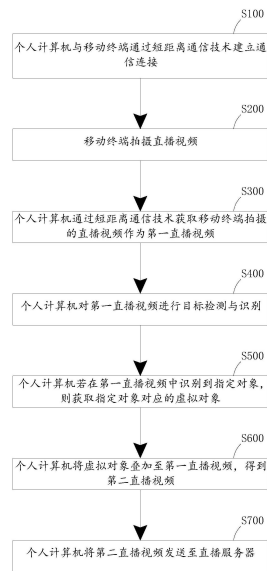 S100
个人计算机与移动终端通过短距离通信技术建立通
信连接
S200
移动终端拍摄直播视频
S300
个人计算机通过短距离通信技术获取移动终端拍摄
的直播视频作为第一直播视频
S400
个人计算机对第一直播视频进行目标检测与识别
S500
个人计算机若在第一直播视频中识别到指定对象，
则获取指定对象对应的虚拟对象
S600
个人计算机将虚拟对象叠加至第一直播视频，得到
第二直播视频
S700
个人计算机将第二直播视频发送至直播服务器